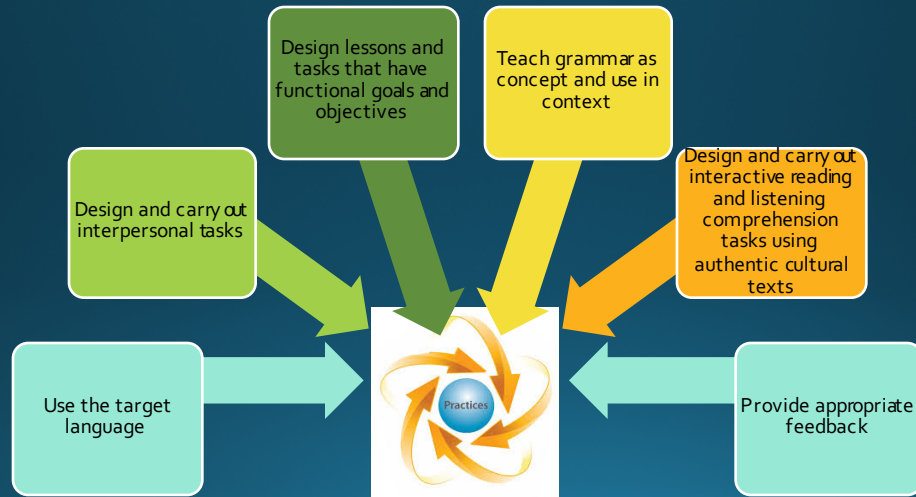 Design lessons and
tasks that have
functional goals and
objectives
Teach grammar as
concept and use in
context
Design and carry out
interpersonal tasks
Design and carry out
interactive reading
and listening
comprehension
tasks using
authentic cultural
texts
Use the target
language
Practices
Provide appropriate
feedback